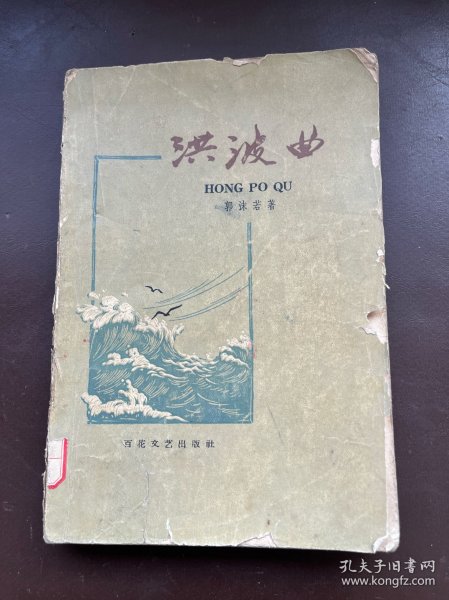 洪波曲
HONG PO QU
郭沫若著
百花文艺出版社
孔夫子旧书网
www.kongfz.com